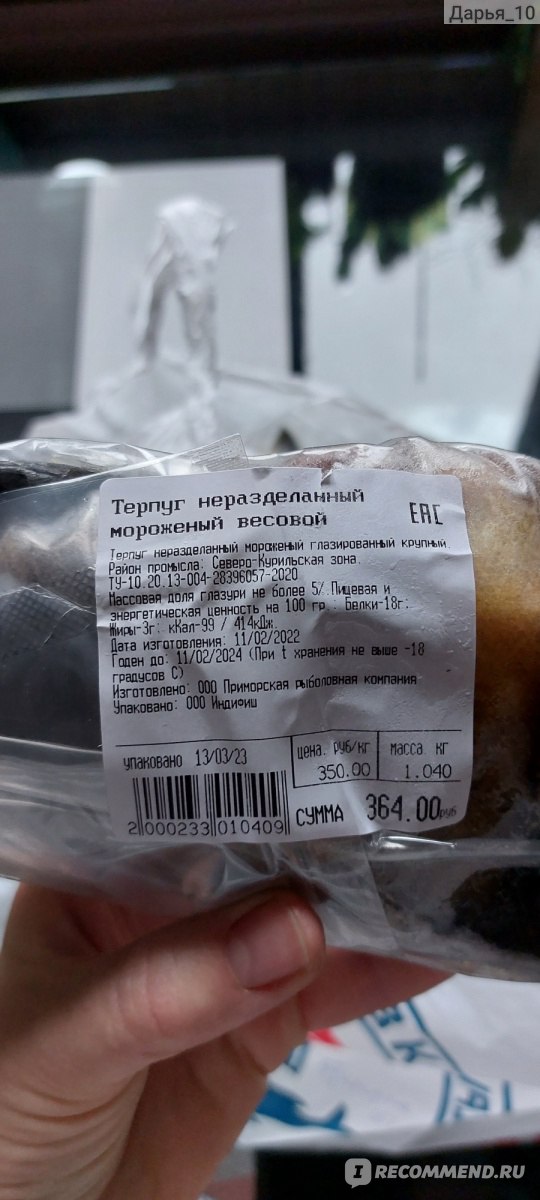 Дарья_10
Терпуг неразделанный
мороженый весовой
EAC
Терпуг неразделанный мороженый глазированный крупный.
Район промысла: Северо-Курильская зона.
ТУ-10.20.13-004-28396057-2020
Массовая доля глазури не более 5%.Пищевая и
энергетическая ценность на 100 гр.: Белки-18г;
Жиры-3г; кКал-99 / 414кДж.
Дата изготовления: 11/02/2022
Годен до: 11/02/2024 (При t хранения не выше -18
градусов С)
Изготовлено: ООО Приморская рыболовная компания
Упаковано: ООО Индифиш
упаковано 13/03/23
цена. руб/кг
350.00
масса. кг
1.040
2 000233 010409
СУММА 364.00 руб
IRECOMMEND.RU